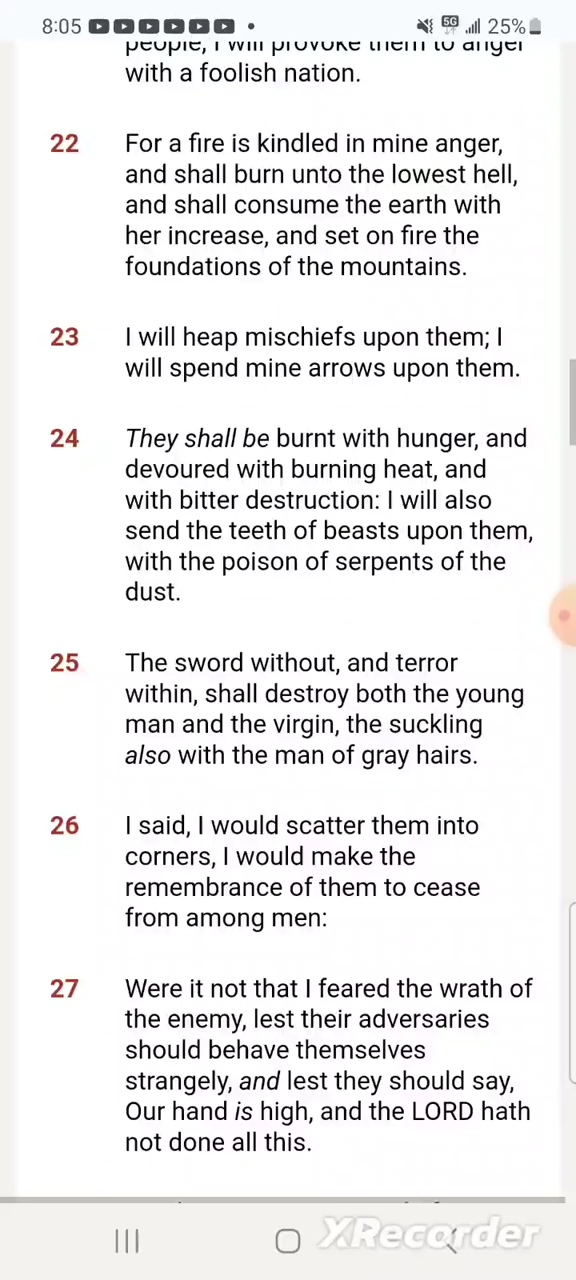 8:05
5G
25%
people, I will provoke them to anger
with a foolish nation.
22 For a fire is kindled in mine anger,
and shall burn unto the lowest hell,
and shall consume the earth with
her increase, and set on fire the
foundations of the mountains.
23 I will heap mischiefs upon them; I
will spend mine arrows upon them.
24 They shall be burnt with hunger, and
devoured with burning heat, and
with bitter destruction: I will also
send the teeth of beasts upon them,
with the poison of serpents of the
dust.
25 The sword without, and terror
within, shall destroy both the young
man and the virgin, the suckling
also with the man of gray hairs.
26 I said, I would scatter them into
corners, I would make the
remembrance of them to cease
from among men:
27 Were it not that I feared the wrath of
the enemy, lest their adversaries
should behave themselves
strangely, and lest they should say,
Our hand is high, and the LORD hath
not done all this.
XRecorder